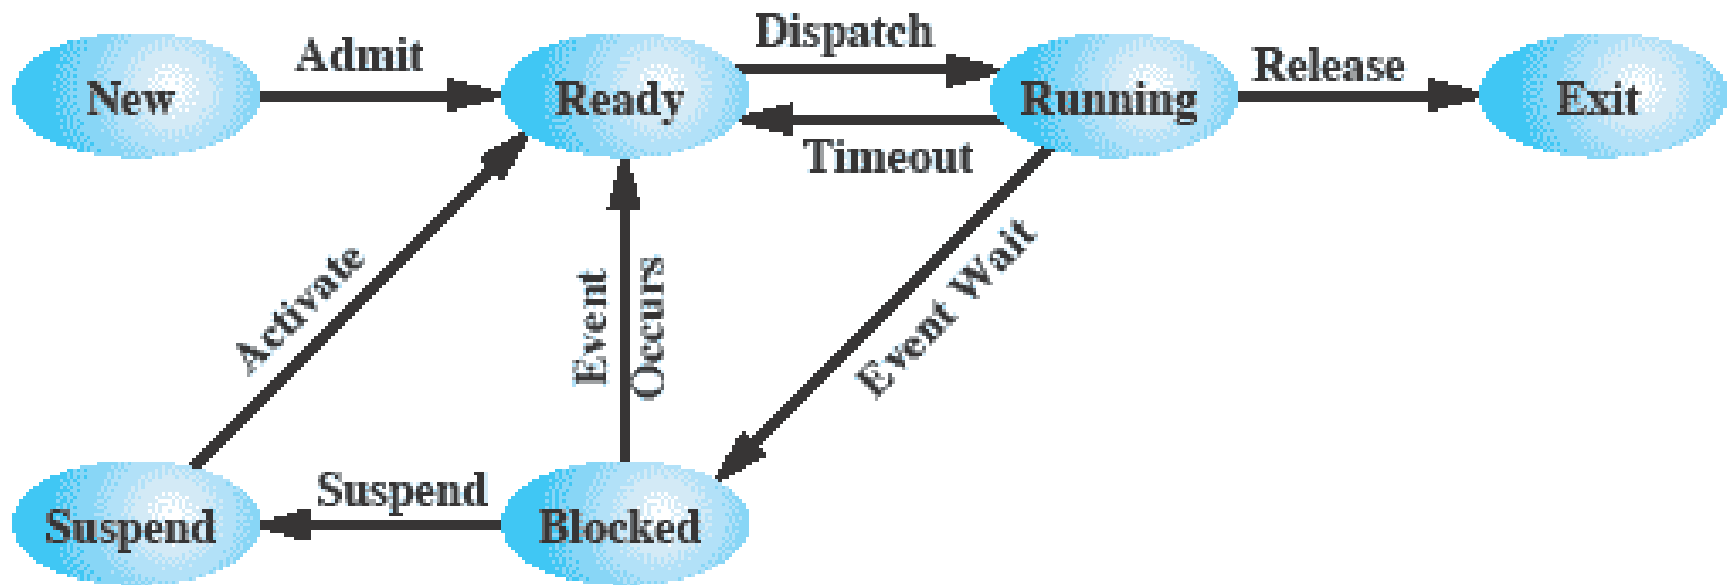 Admit
Dispatch
Release
New
Ready
Running
Exit
Timeout
Activate
Event
Occurs
Event Wait
Suspend
Suspend
Blocked